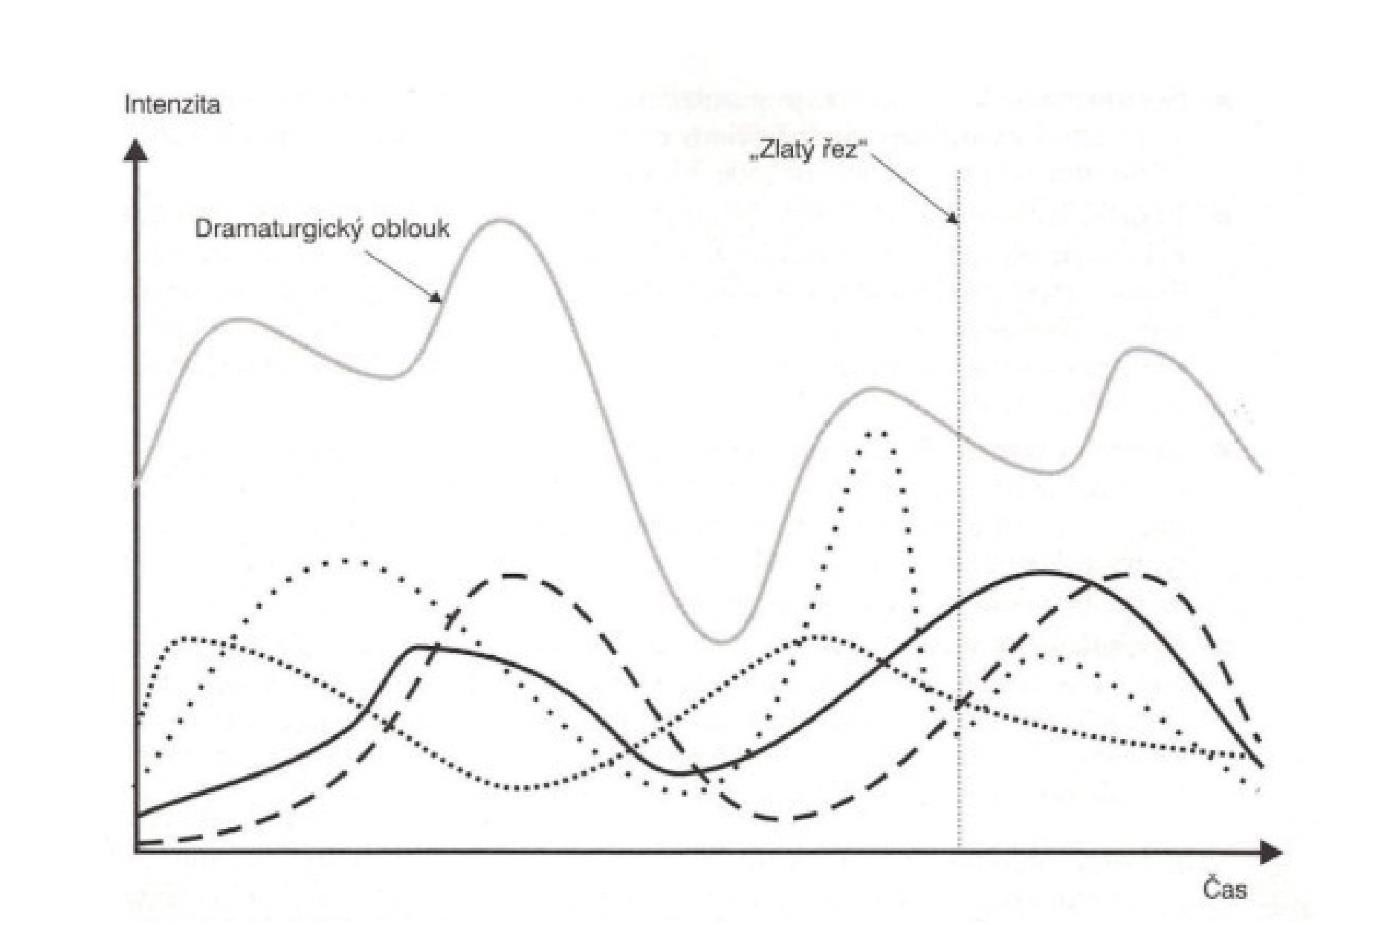 Intenzita
„Zlatý řez“
Dramaturgický oblouk
Čas